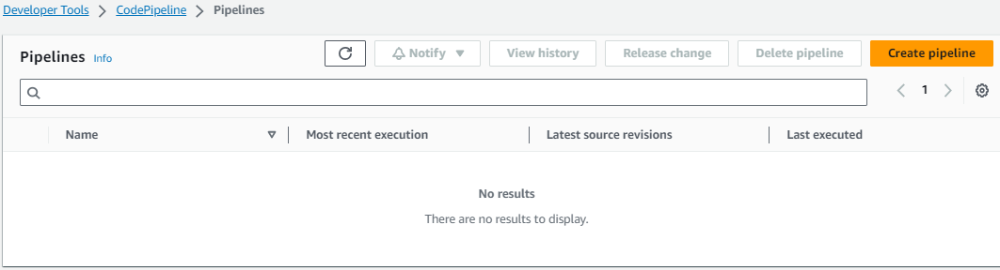 Developer Tools > CodePipeline > Pipelines
Pipelines Info Notify View history Release change Delete pipeline Create pipeline
1
Name Most recent execution Latest source revisions Last executed
No results
There are no results to display.